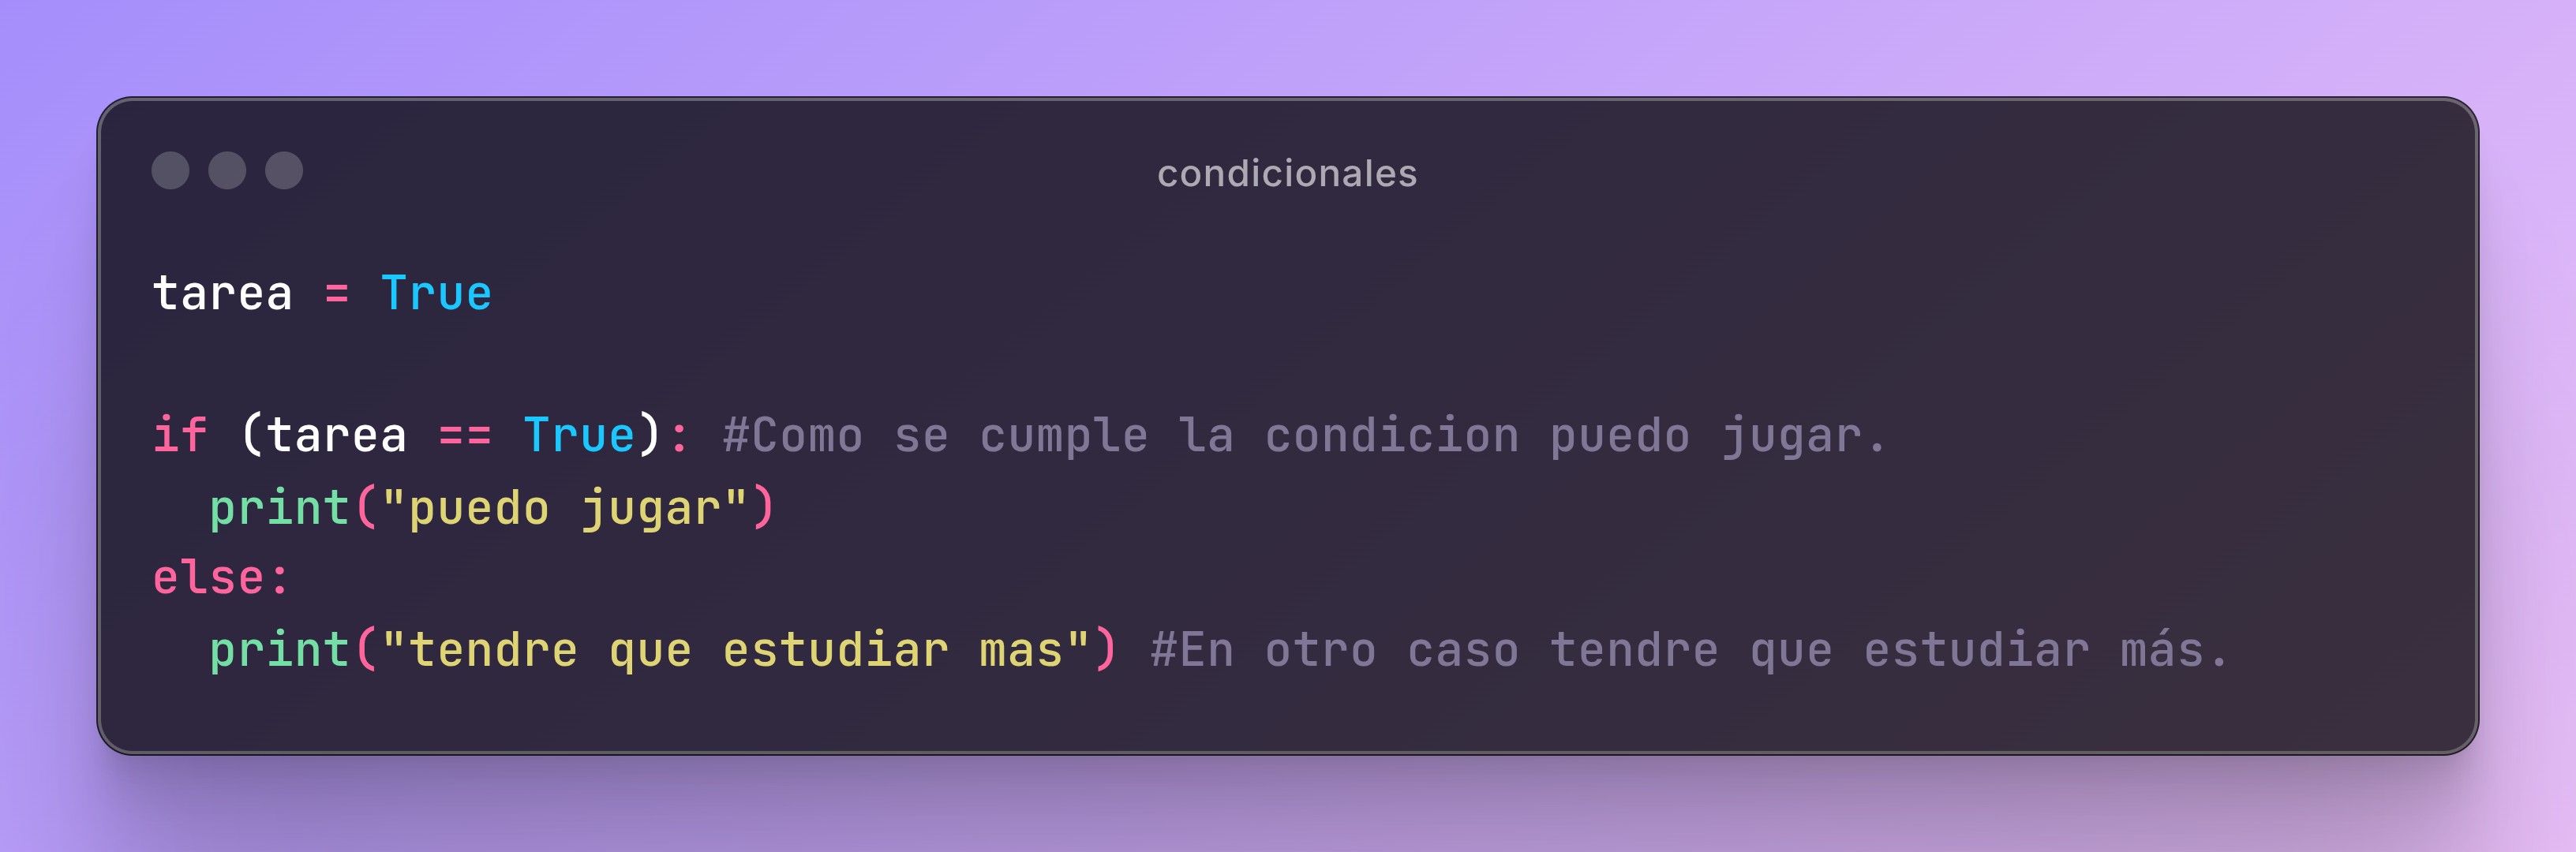 condicionales
tarea = True
if (tarea == True): #Como se cumple la condicion puedo jugar.
  print("puedo jugar")
else:
  print("tendre que estudiar mas") #En otro caso tendre que estudiar más.